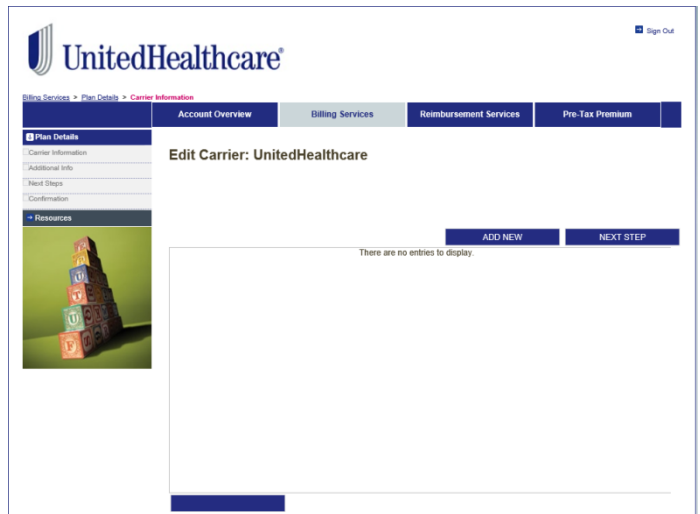 Sign Out
UnitedHealthcare®
Billing Services > Plan Details > Carrier Information
Account Overview
Billing Services
Reimbursement Services
Pre-Tax Premium
Plan Details
Carrier Information
Additional Info
Next Steps
Confirmation
Resources
Edit Carrier: UnitedHealthcare
ADD NEW
NEXT STEP
There are no entries to display.